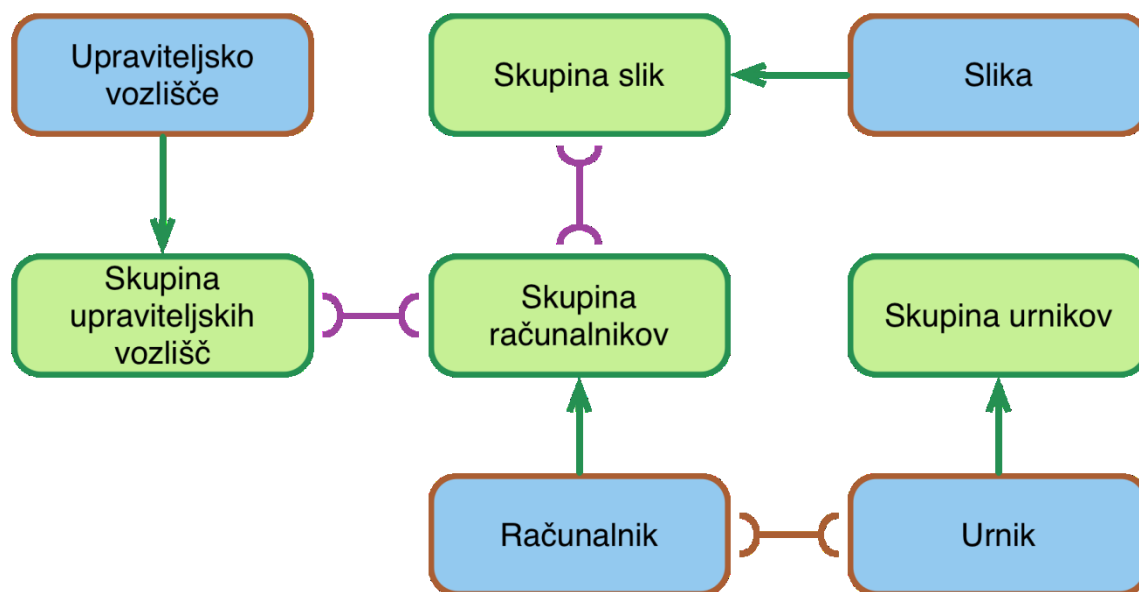 Upraviteljsko
vozlišče
Skupina slik
Slika
Skupina
upraviteljskih
vozlišč
Skupina
računalnikov
Skupina urnikov
Računalnik
Urnik